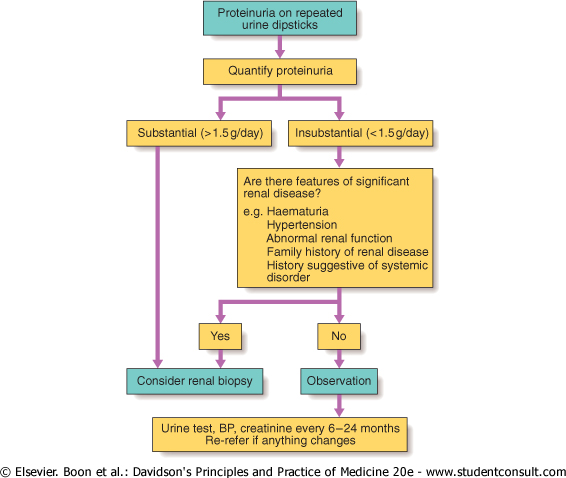 Proteinuria on repeated
urine dipsticks
Quantify proteinuria
Substantial (>1.5 g/day)
Insubstantial (<1.5 g/day)
Are there features of significant
renal disease?
e.g. Haematuria
Hypertension
Abnormal renal function
Family history of renal disease
History suggestive of systemic
disorder
Yes
No
Consider renal biopsy
Observation
Urine test, BP, creatinine every 6–24 months
Re-refer if anything changes
© Elsevier. Boon et al.: Davidson's Principles and Practice of Medicine 20e - www.studentconsult.com